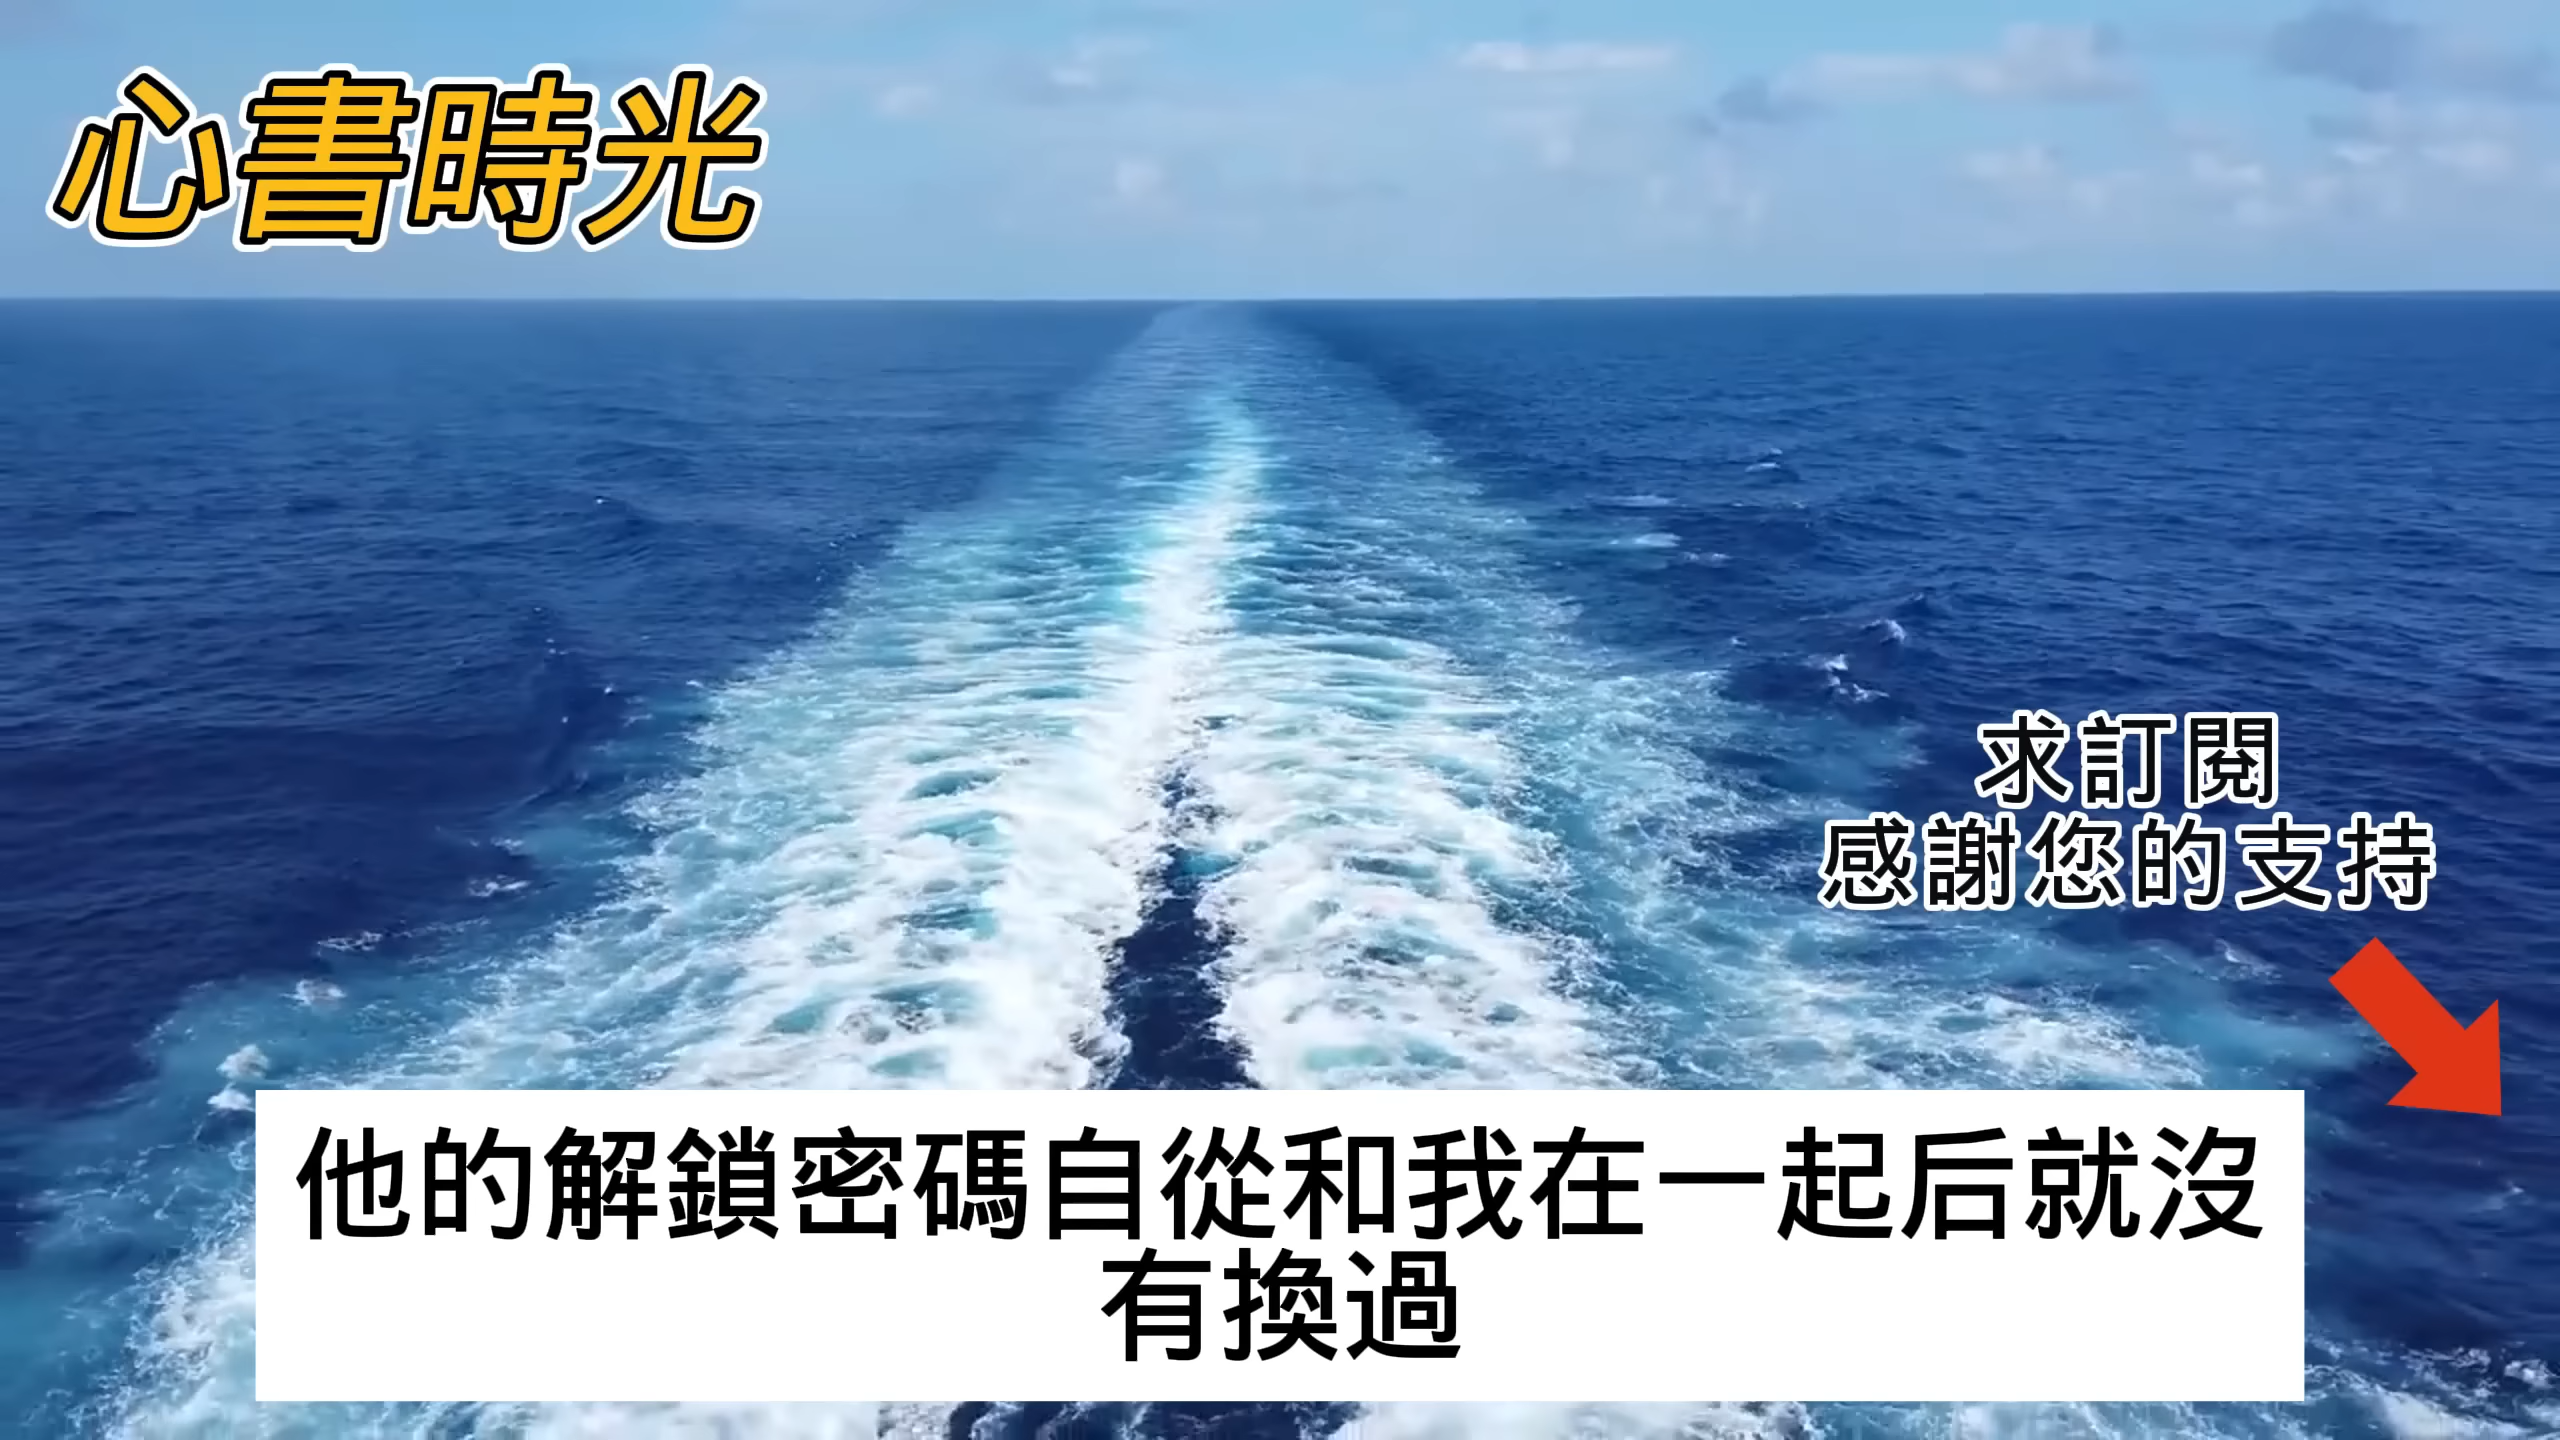 心書時光
求訂閱
感謝您的支持
他的解鎖密碼自從和我在一起后就沒
有換過